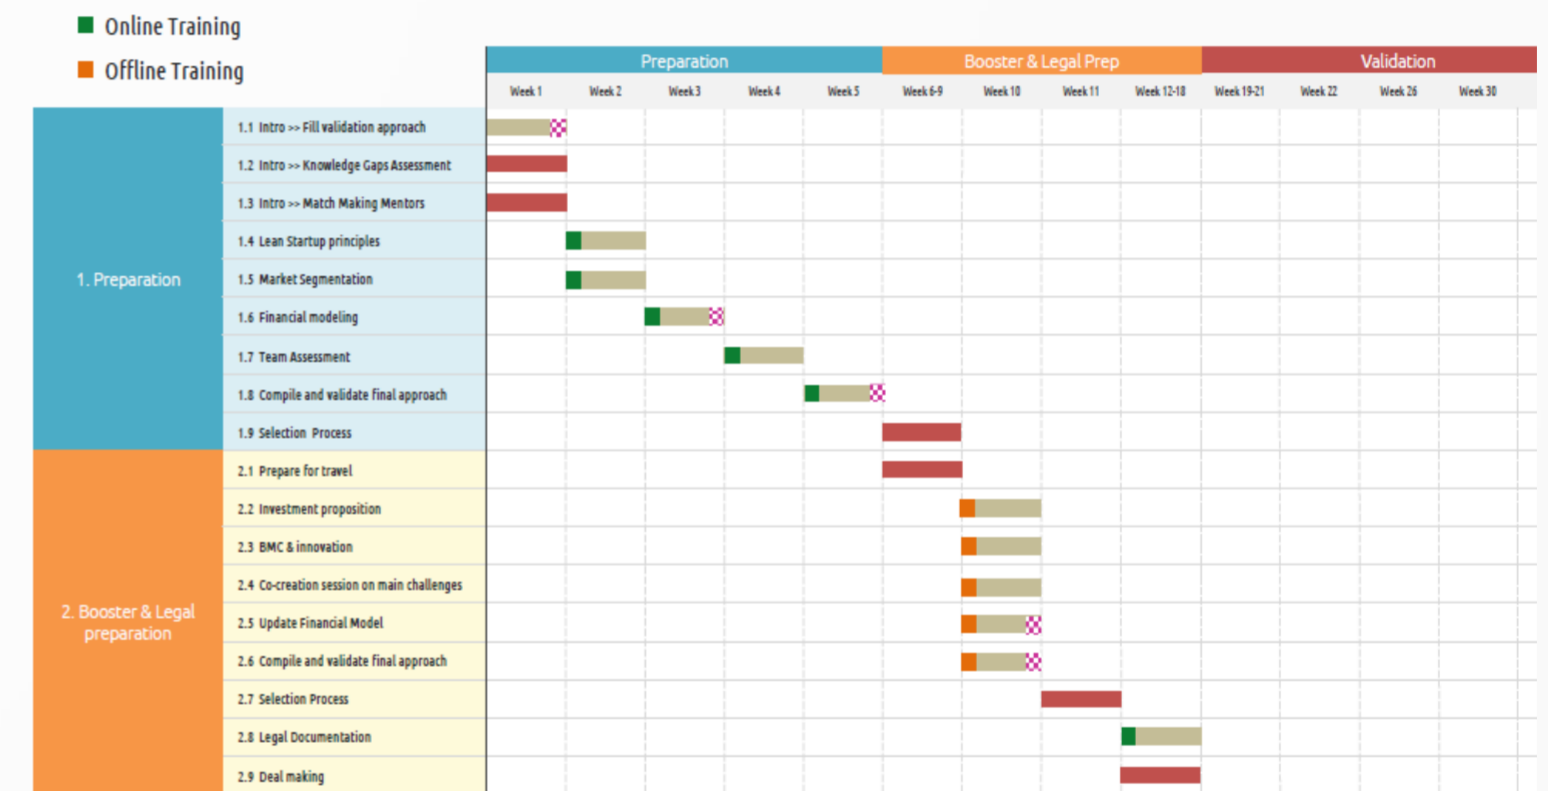 Online Training
Offline Training
Preparation
Booster & Legal Prep
Validation
Week 1
Week 2
Week 3
Week 4
Week 5
Week 6-9
Week 10
Week 11
Week 12-18
Week 19-21
Week 22
Week 26
Week 30
1. Preparation
1.1 Intro >> Fill validation approach
1.2 Intro >> Knowledge Gaps Assessment
1.3 Intro >> Match Making Mentors
1.4 Lean Startup principles
1.5 Market Segmentation
1.6 Financial modeling
1.7 Team Assessment
1.8 Compile and validate final approach
1.9 Selection Process
2. Booster & Legal
preparation
2.1 Prepare for travel
2.2 Investment proposition
2.3 BMC & innovation
2.4 Co-creation session on main challenges
2.5 Update Financial Model
2.6 Compile and validate final approach
2.7 Selection Process
2.8 Legal Documentation
2.9 Deal making